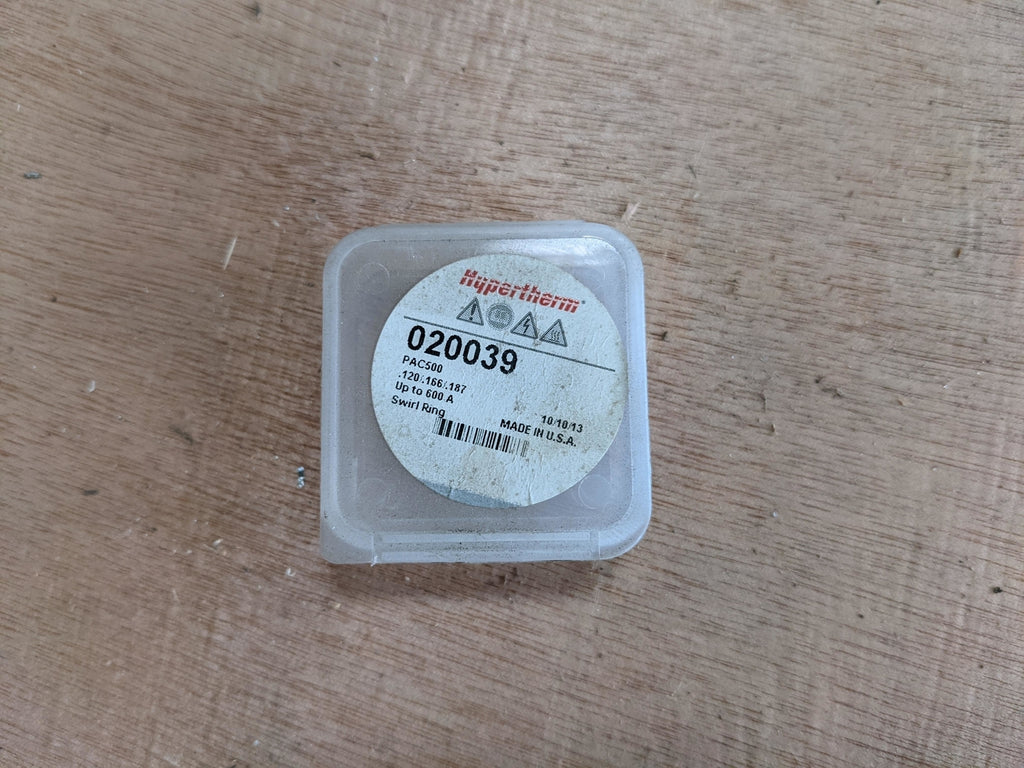 Hypertherm®
020039
PAC500
.120/.166/.187
Up to 600 A
Swirl Ring
10/10/13
MADE IN U.S.A.